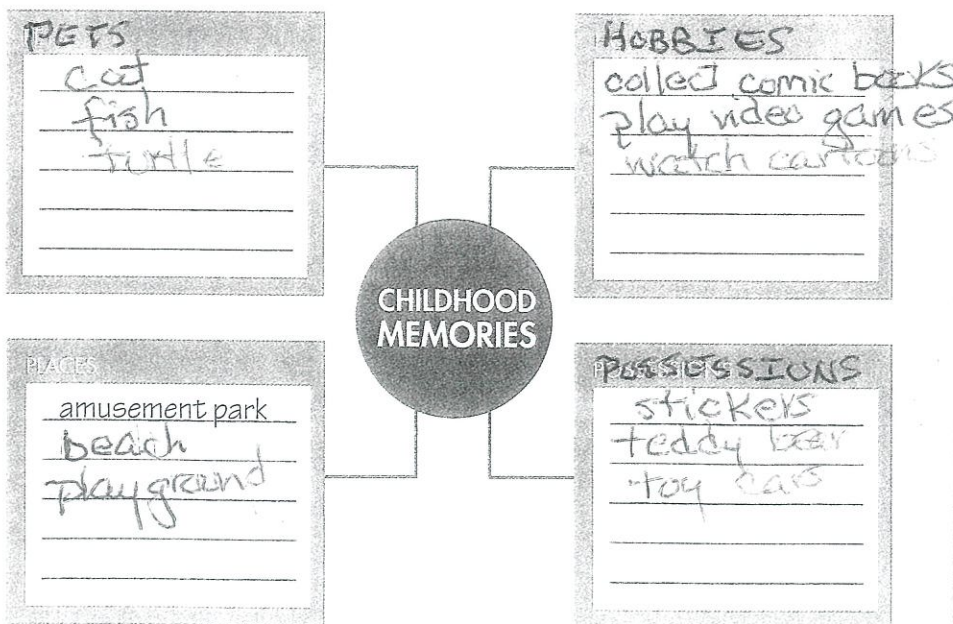 PETS
cat
fish
turtle
HOBBIES
collect comic books
play video games
watch cartoons
CHILDHOOD
MEMORIES
PLACES
amusement park
beach
playground
POSSESSIONS
stickers
teddy bear
toy cars